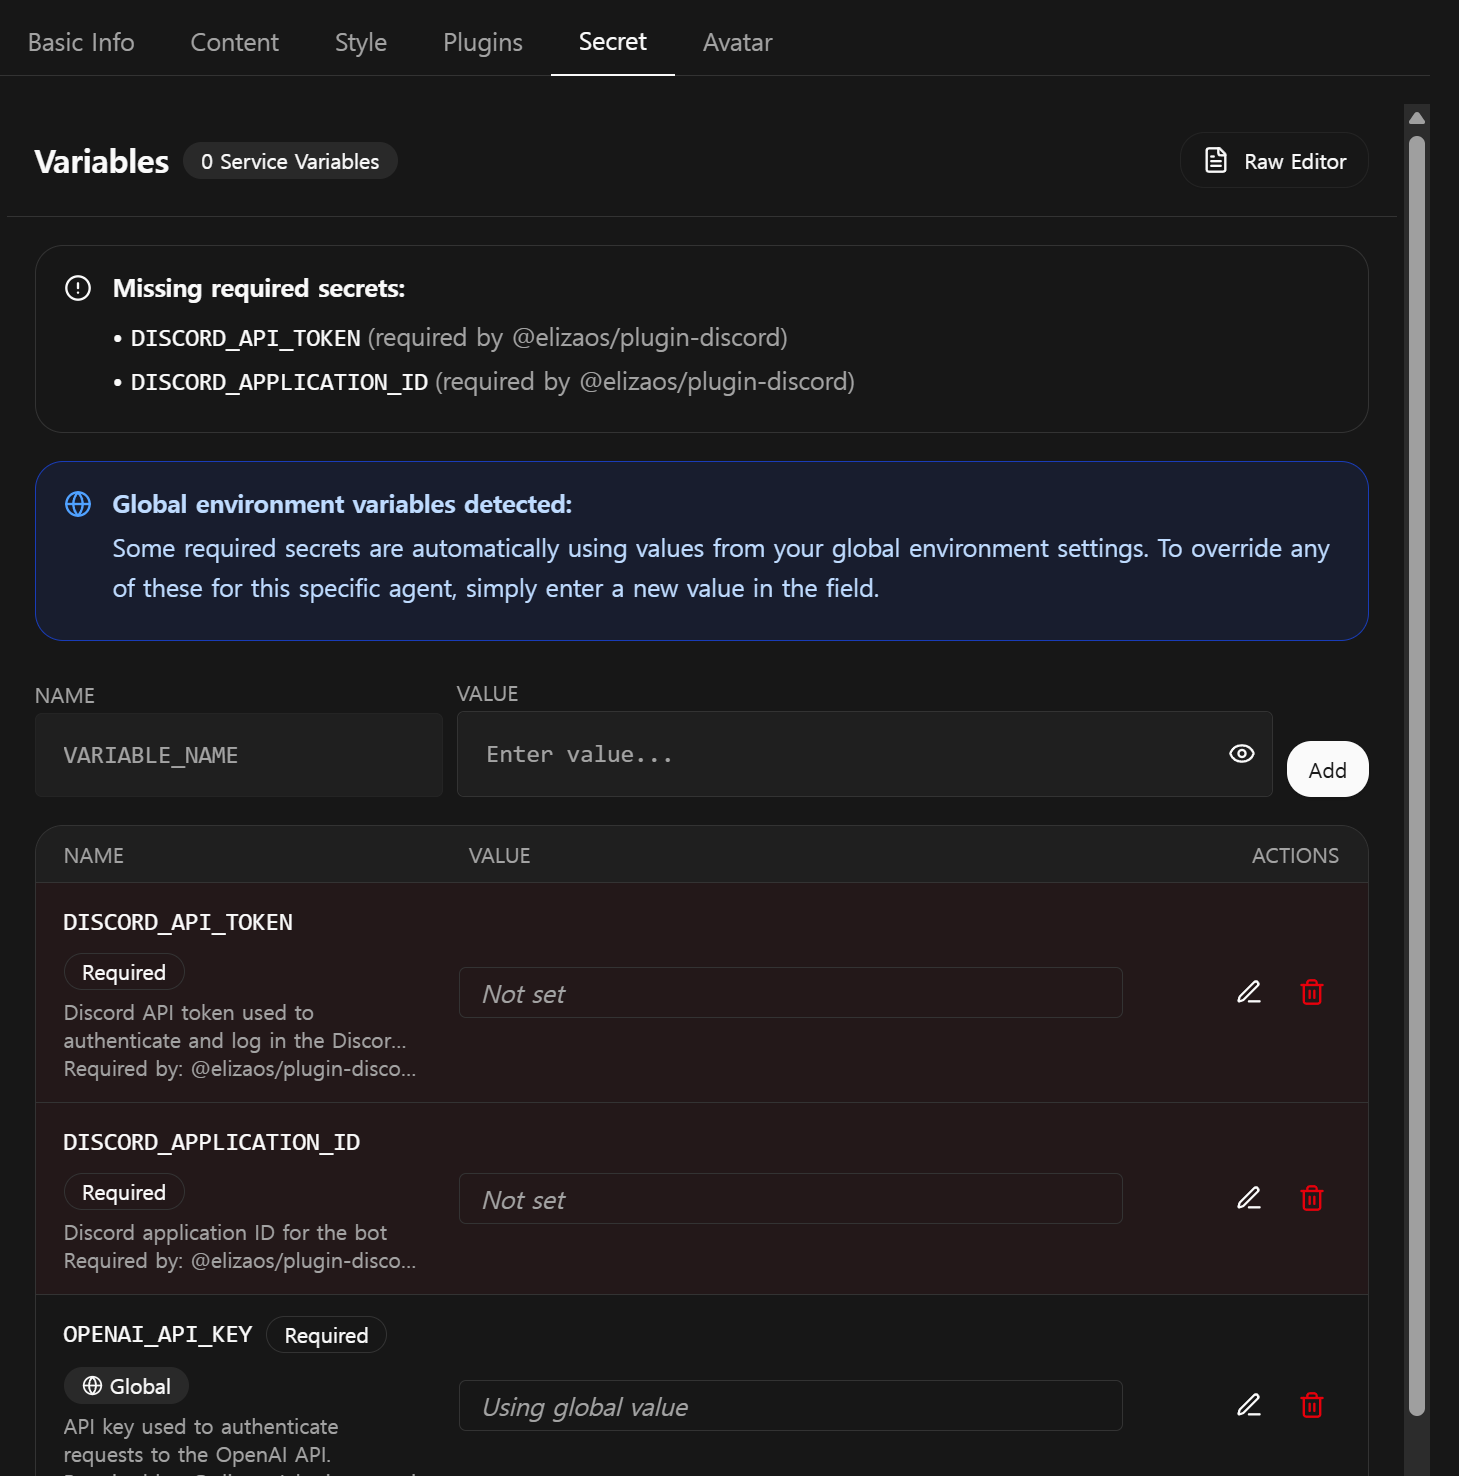 Basic Info Content Style Plugins Secret Avatar
Variables 0 Service Variables Raw Editor
Missing required secrets:
• DISCORD_API_TOKEN (required by @elizaos/plugin-discord)
• DISCORD_APPLICATION_ID (required by @elizaos/plugin-discord)
Global environment variables detected:
Some required secrets are automatically using values from your global environment settings. To override any
of these for this specific agent, simply enter a new value in the field.
NAME VALUE
VARIABLE_NAME Enter value... Add
NAME VALUE ACTIONS
DISCORD_API_TOKEN
Required
Not set
Discord API token used to
authenticate and log in the Discor...
Required by: @elizaos/plugin-disco...
DISCORD_APPLICATION_ID
Required
Not set
Discord application ID for the bot
Required by: @elizaos/plugin-disco...
OPENAI_API_KEY Required
Global
Using global value
API key used to authenticate
requests to the OpenAI API.